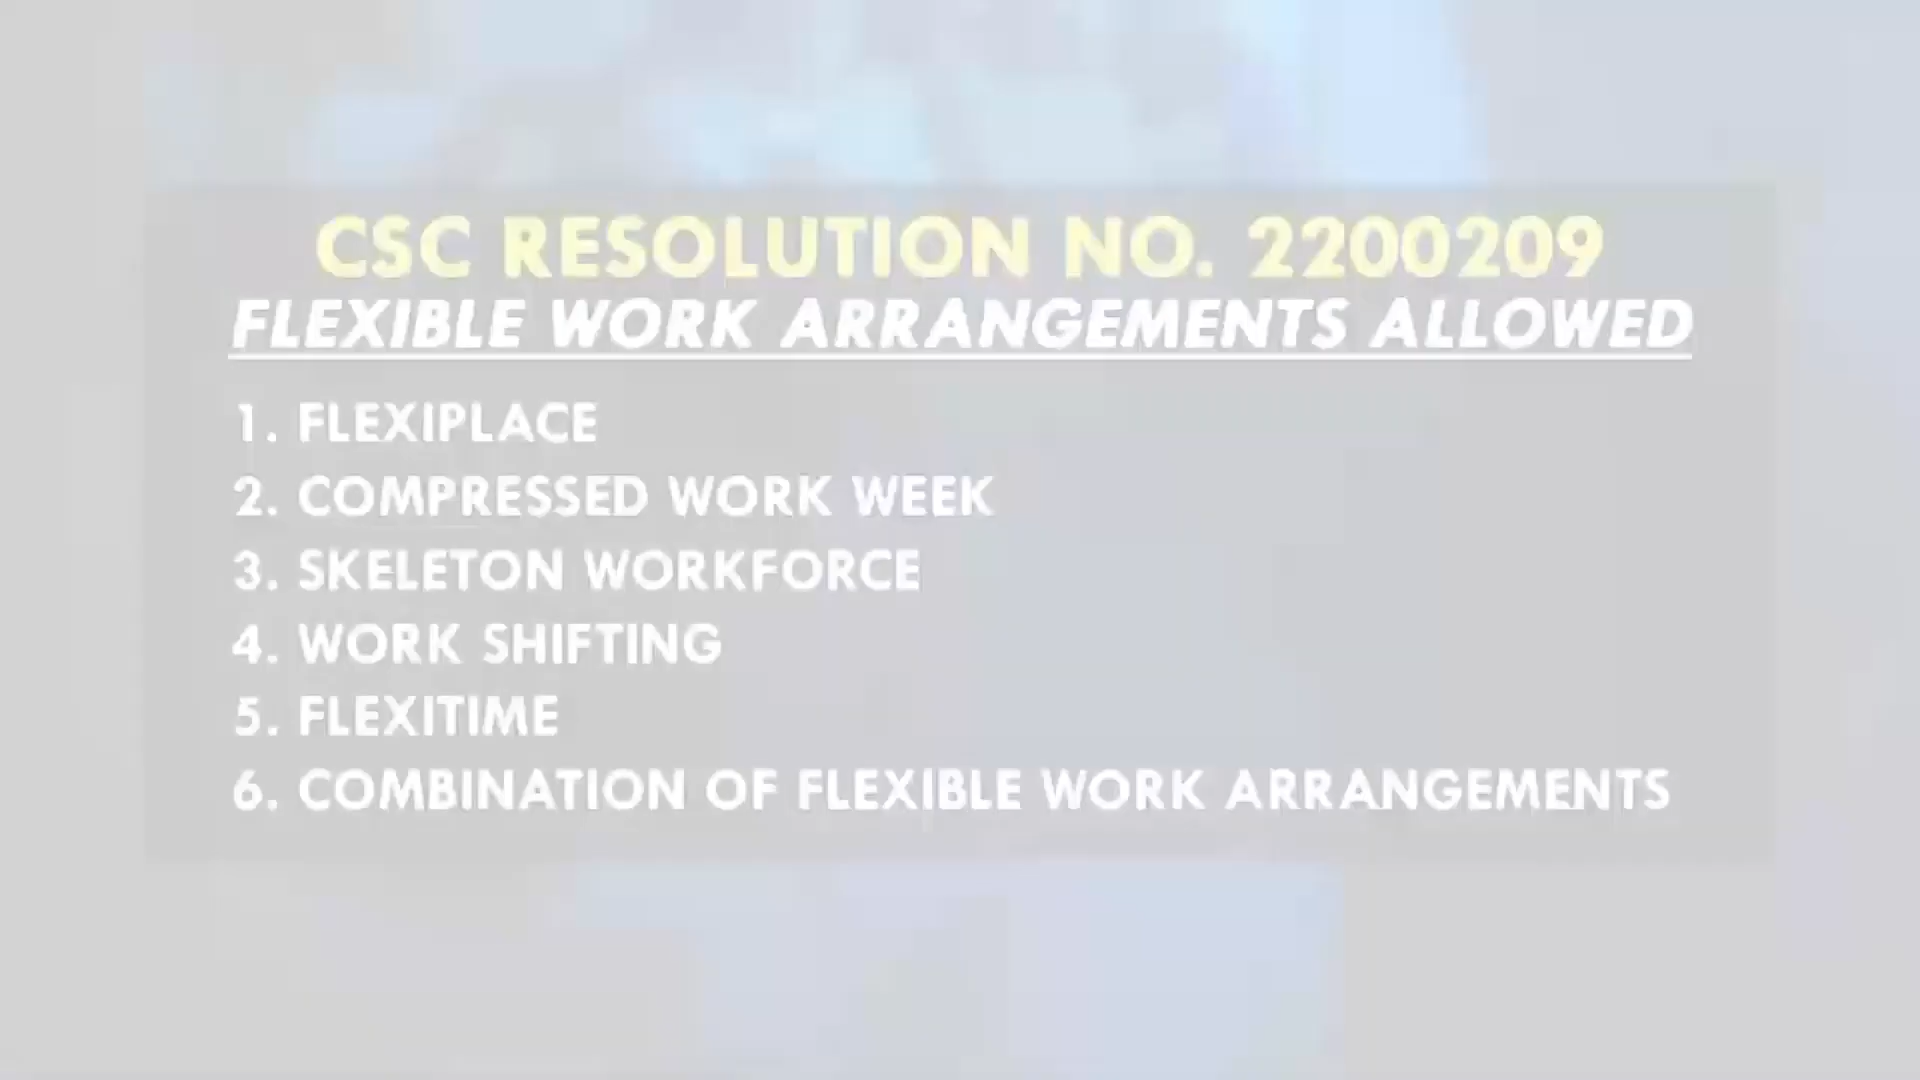 CSC RESOLUTION NO. 2200209
FLEXIBLE WORK ARRANGEMENTS ALLOWED
1. FLEXIPLACE
2. COMPRESSED WORK WEEK
3. SKELETON WORKFORCE
4. WORK SHIFTING
5. FLEXITIME
6. COMBINATION OF FLEXIBLE WORK ARRANGEMENTS